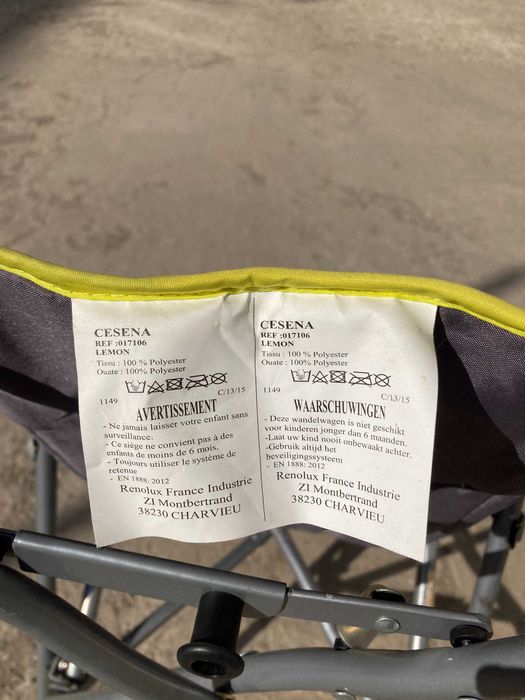 CESENA
REF :017106
LEMON
Tissu : 100 % Polyester
Ouate : 100% Polyester
1149
C/13/15
AVERTISSEMENT
- Ne jamais laisser votre enfant sans
surveillance.
- Ce siège ne convient pas à des
enfants de moins de 6 mois.
- Toujours utiliser le système de
retenue
- EN 1888: 2012
Renolux France Industrie
ZI Montbertrand
38230 CHARVIEU
CESENA
REF :017106
LEMON
Tissu : 100 % Polyester
Ouate : 100% Polyester
1149
C/13/15
WAARSCHUWINGEN
- Deze wandelwagen is niet geschikt
voor kinderen jonger dan 6 maanden.
-Laat uw kind nooit onbewaakt achter.
-Gebruik altijd het
beveiligingssysteem
- EN 1888: 2012
Renolux France Industrie
ZI Montbertrand
38230 CHARVIEU